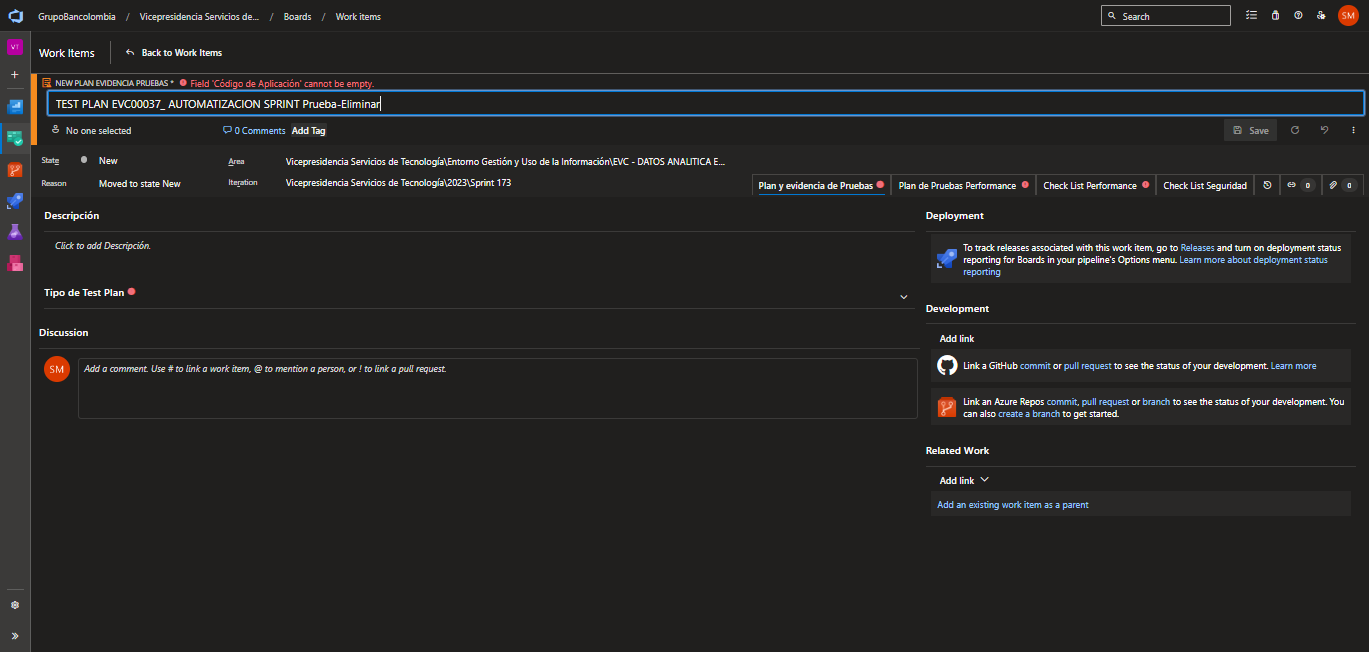 GrupoBancolombia / Vicepresidencia Servicios de... / Boards / Work items
Search
SM
VT
Work Items
Back to Work Items
NEW PLAN EVIDENCIA PRUEBAS * Field 'Código de Aplicación' cannot be empty.
TEST PLAN EVC00037_ AUTOMATIZACION SPRINT Prueba-Eliminar
No one selected
0 Comments
Add Tag
Save
State
New
Area
Vicepresidencia Servicios de Tecnología\Entorno Gestión y Uso de la Información\EVC - DATOS ANALITICA E...
Reason
Moved to state New
Iteration
Vicepresidencia Servicios de Tecnología\2023\Sprint 173
Plan y evidencia de Pruebas
Plan de Pruebas Performance
Check List Performance
Check List Seguridad
0
0
Descripción
Click to add Descripción.
Tipo de Test Plan
Discussion
SM
Add a comment. Use # to link a work item, @ to mention a person, or ! to link a pull request.
Deployment
To track releases associated with this work item, go to Releases and turn on deployment status
reporting for Boards in your pipeline's Options menu. Learn more about deployment status
reporting
Development
Add link
Link a GitHub commit or pull request to see the status of your development. Learn more
Link an Azure Repos commit, pull request or branch to see the status of your development. You
can also create a branch to get started.
Related Work
Add link
Add an existing work item as a parent